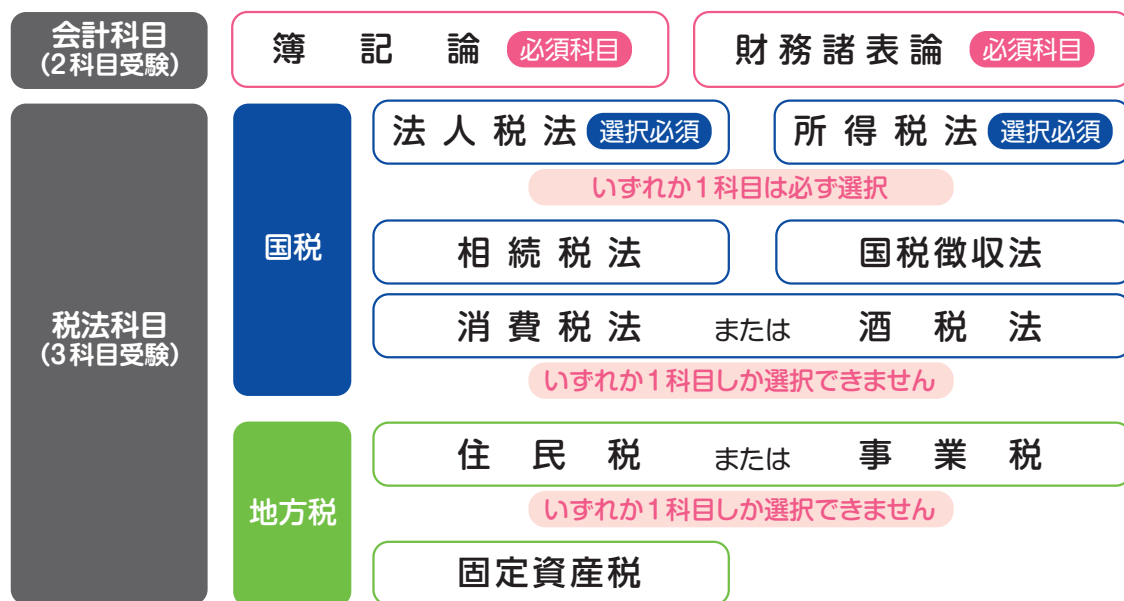 会計科目
(2科目受験)
簿記論 必須科目
財務諸表論 必須科目
税法科目
(3科目受験)
国税
法人税法 選択必須
所得税法 選択必須
いずれか1科目は必ず選択
相続税法
国税徴収法
消費税法 または 酒税法
いずれか1科目しか選択できません
地方税
住民税 または 事業税
いずれか1科目しか選択できません
固定資産税